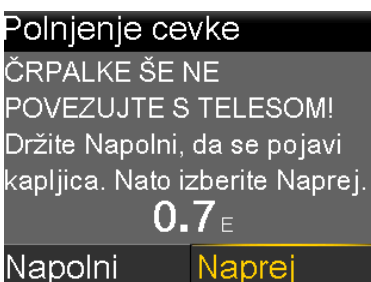 Polnjenje cevke
ČRPALKE ŠE NE
POVEZUJTE S TELESOM!
Držite Napolni, da se pojavi
kapljica. Nato izberite Naprej.
0.7 E
Napolni Naprej